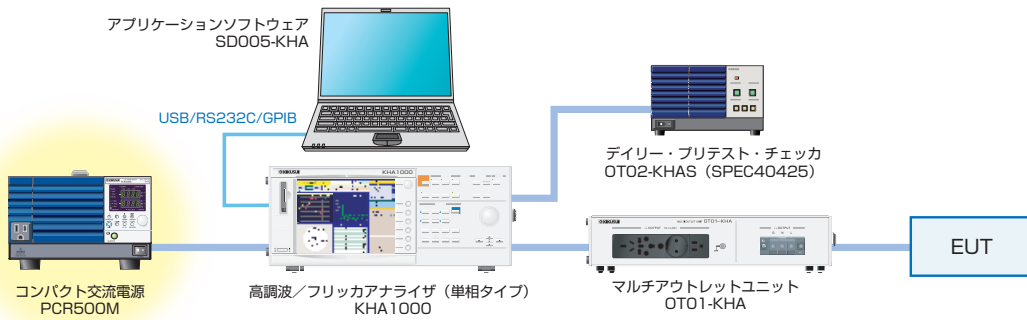 アプリケーションソフトウェア
SD005-KHA
USB/RS232C/GPIB
デイリー・プリテスト・チェッカ
OT02-KHAS（SPEC40425）
KIKUSUI
KHA1000
OT01-KHA
EUT
コンパクト交流電源
PCR500M
高調波／フリッカアナライザ（単相タイプ）
KHA1000
マルチアウトレットユニット
OT01-KHA